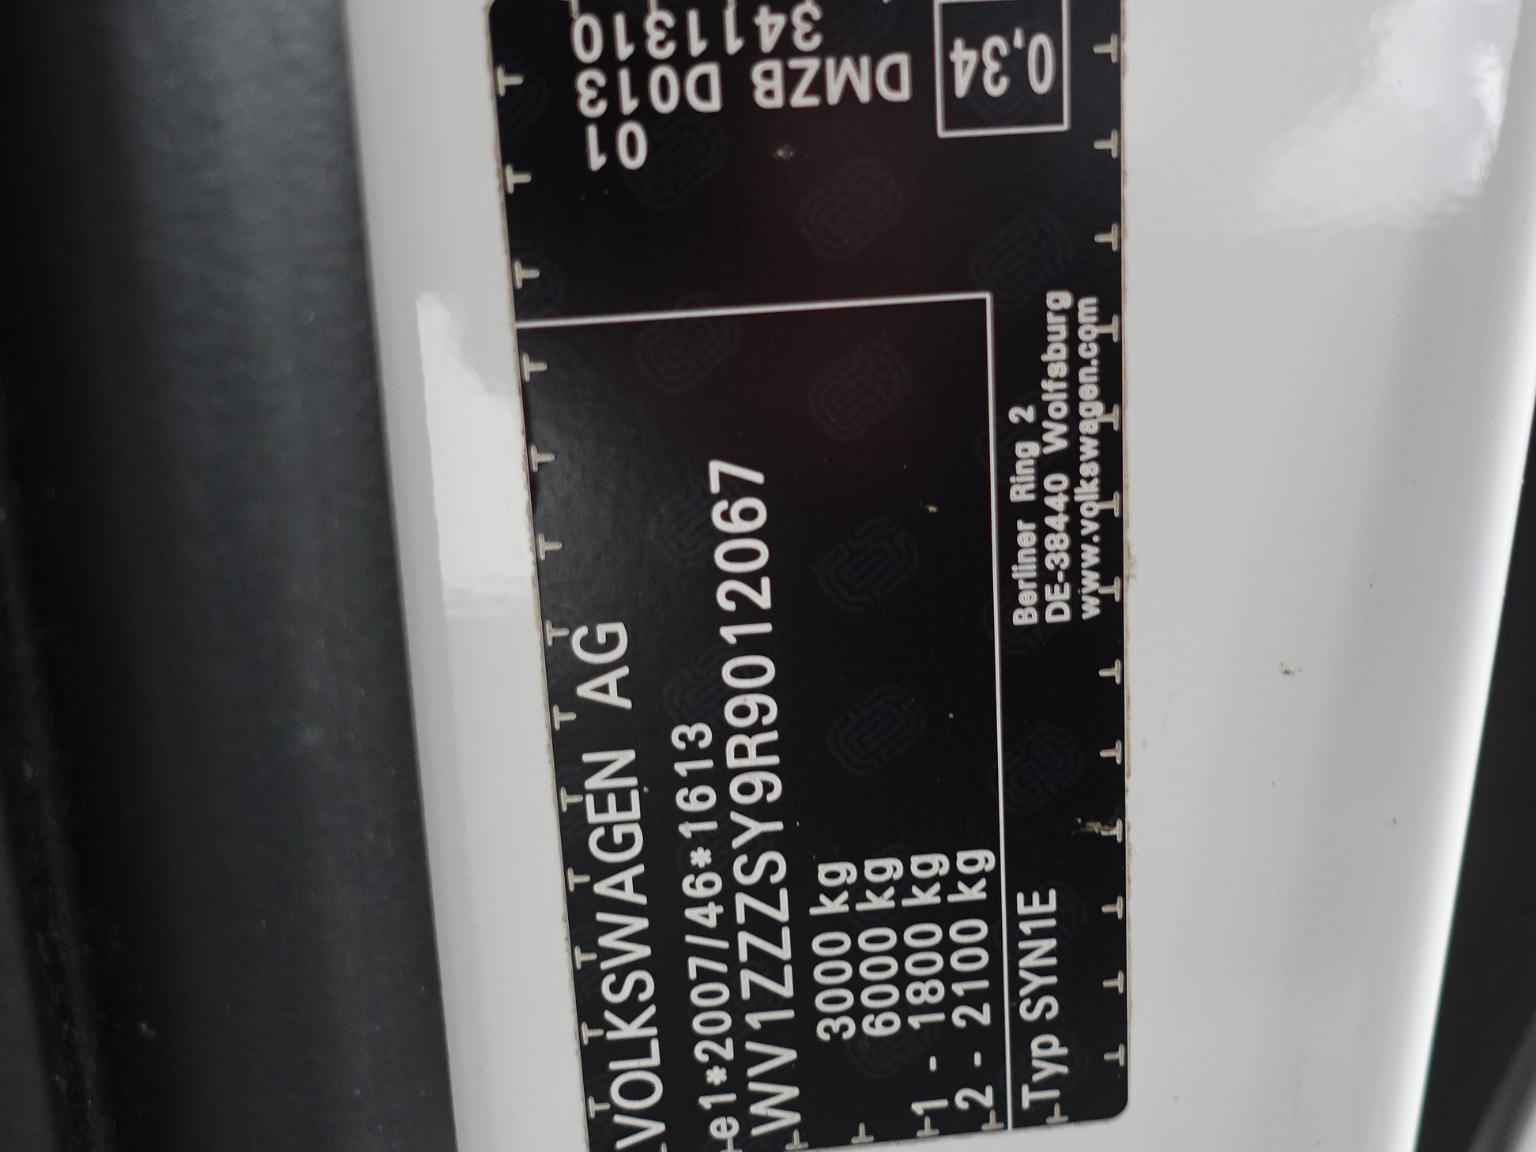 VOLKSWAGEN AG
e1*2007/46*1613
WV1ZZZSY9R9012067
3000 kg
6000 kg
1 - 1800 kg
2 - 2100 kg
Typ SYN1E
Berliner Ring 2
DE-38440 Wolfsburg
www.volkswagen.com
0,34
DMZB D013
3411310
01